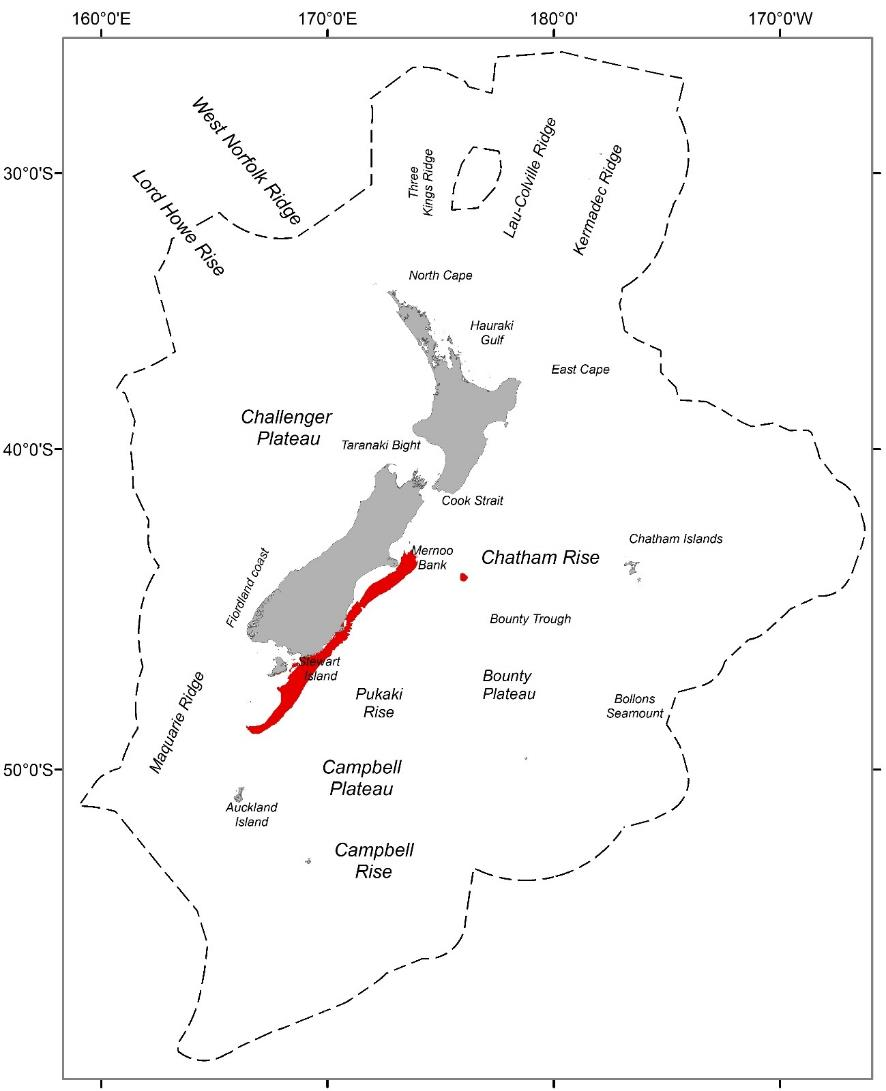 160°0'E
170°0'E
180°0'
170°0'W
30°0'S
40°0'S
50°0'S
West Norfolk Ridge
Lord Howe Rise
Three
Kings Ridge
Lau-Colville Ridge
Kermadec Ridge
North Cape
Hauraki
Gulf
East Cape
Challenger
Plateau
Taranaki Bight
Cook Strait
Mernoo
Bank
Chatham Rise
Chatham Islands
Fiordland coast
Bounty Trough
Stewart
Island
Pukaki
Rise
Bounty
Plateau
Bollons
Seamount
Maquarie Ridge
Campbell
Plateau
Auckland
Island
Campbell
Rise